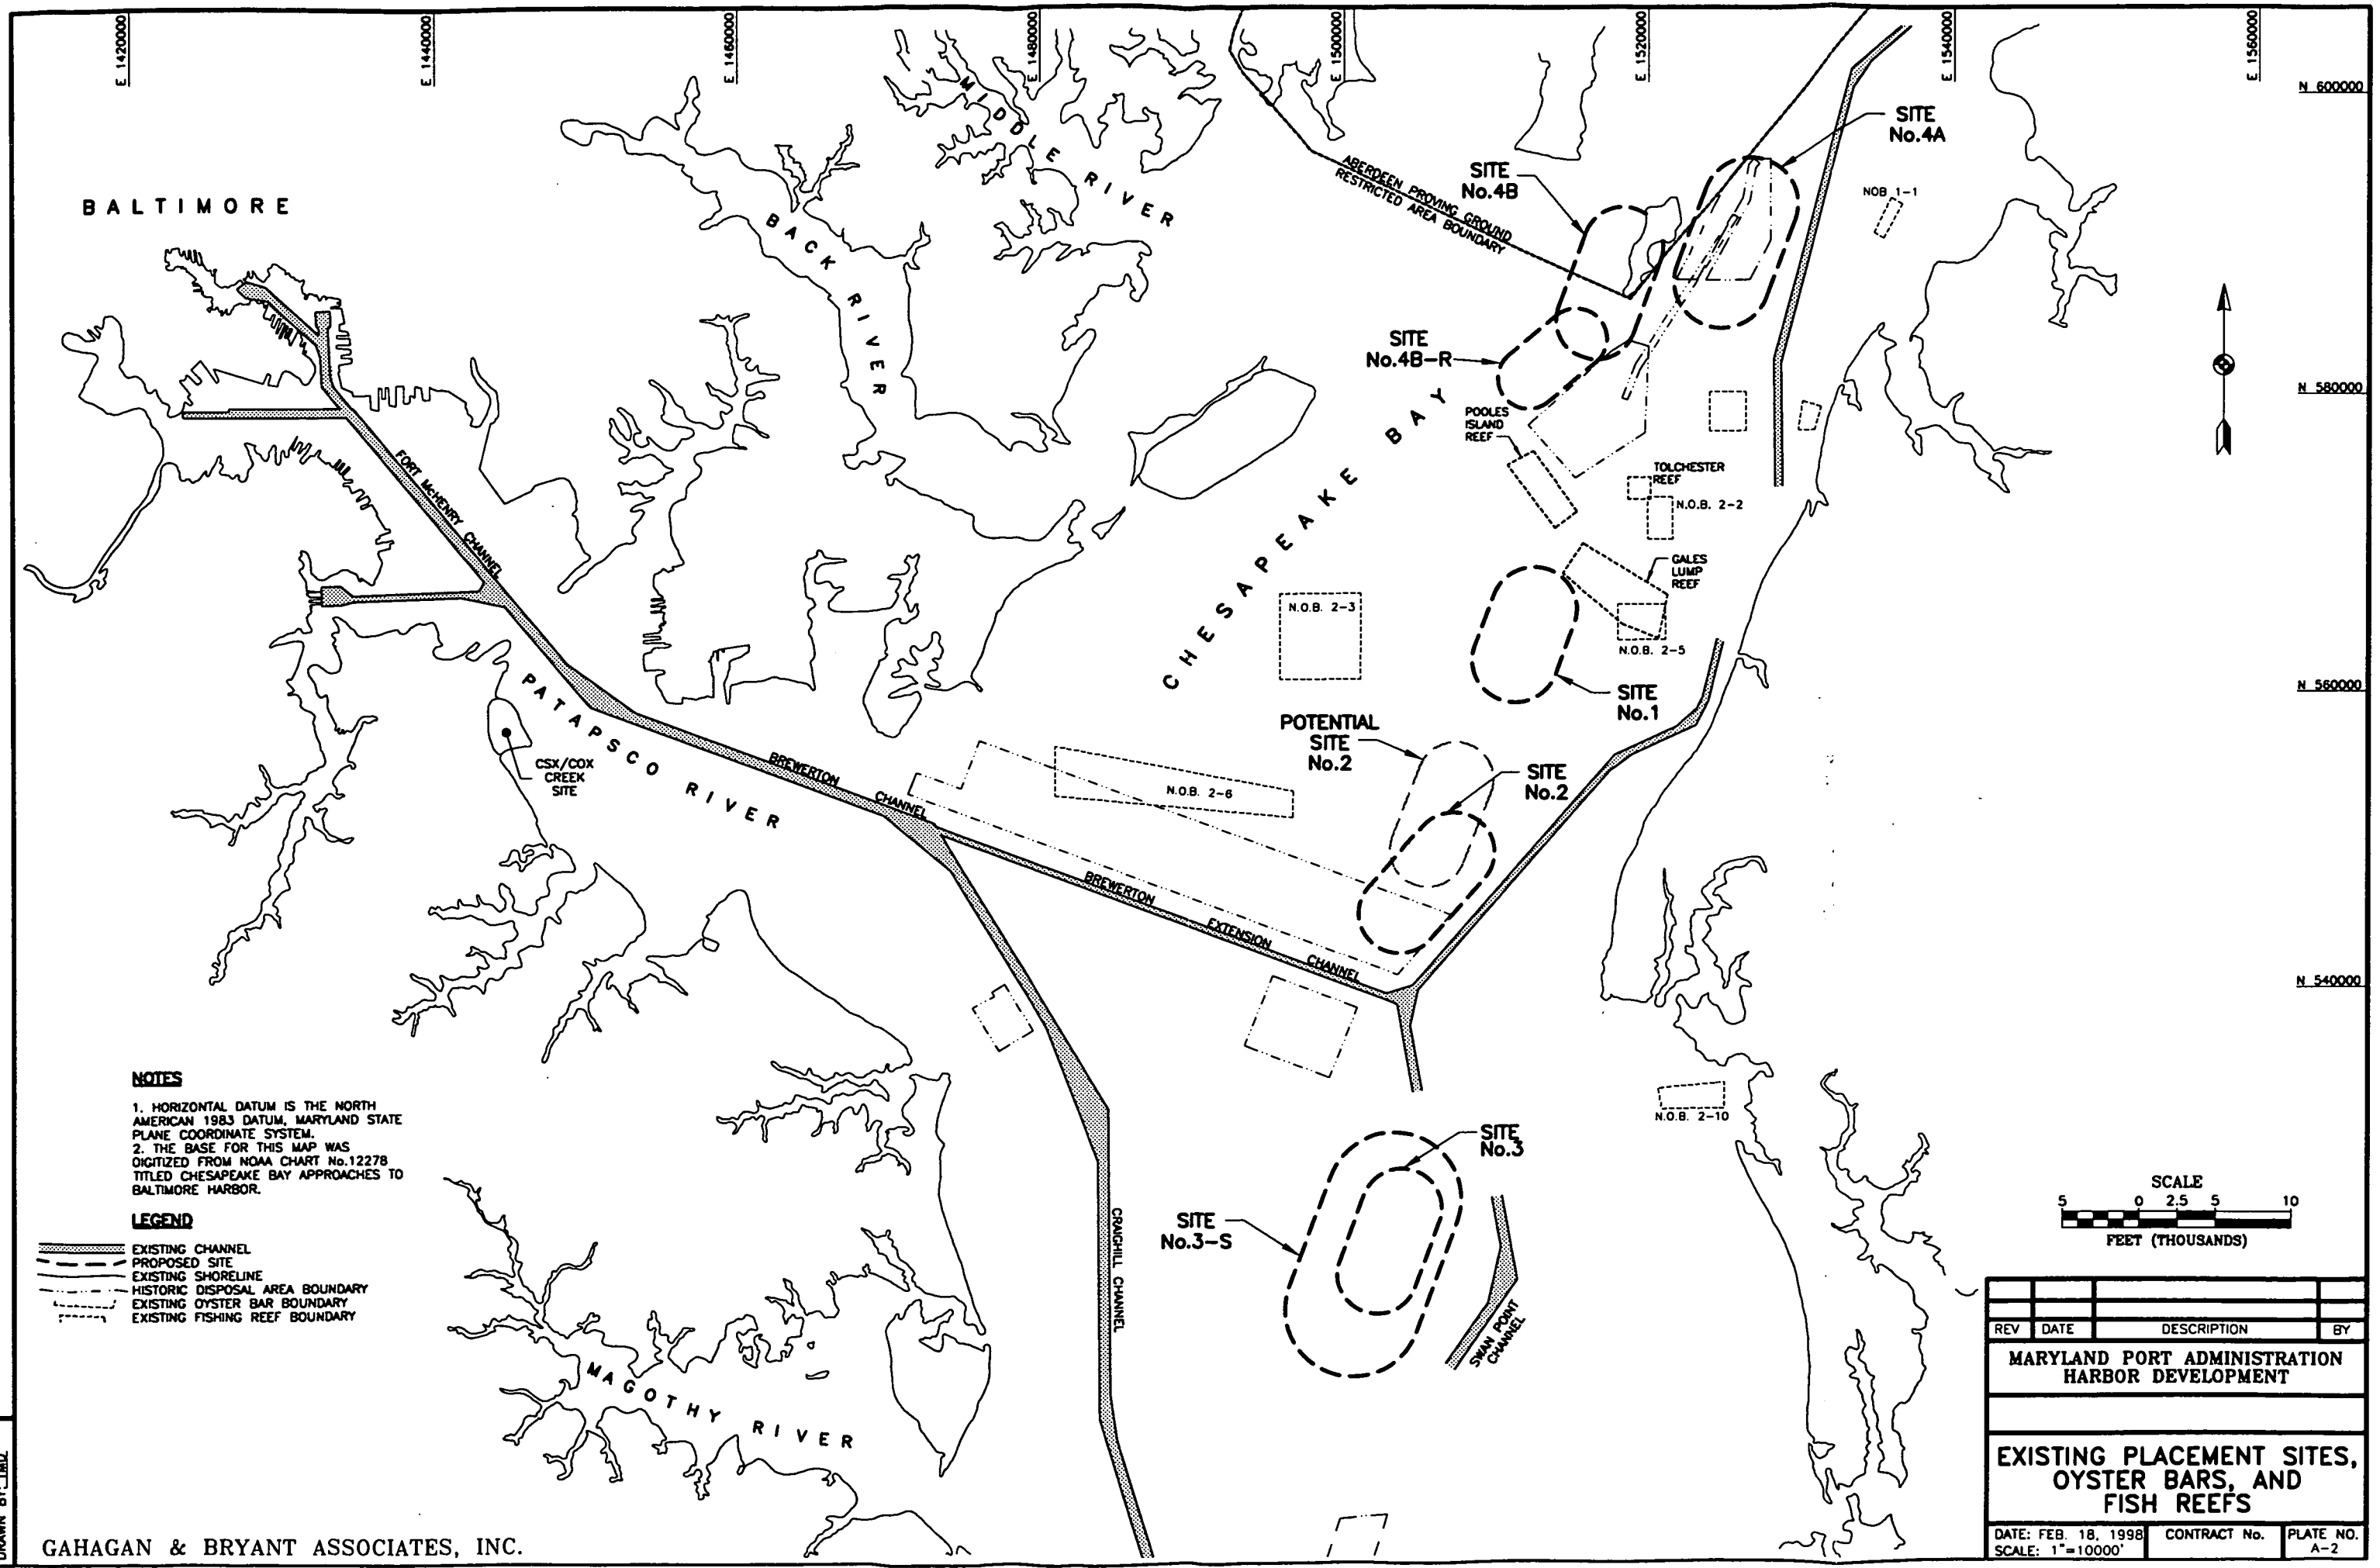 E 1420000
E 1440000
E 1460000
E 1480000
E 1500000
E 1520000
E 1540000
E 1560000
N 600000
N 580000
N 560000
N 540000
BALTIMORE
MIDDLE RIVER
BACK RIVER
ABERDEEN PROVING GROUND
RESTRICTED AREA BOUNDARY
SITE
No.4A
SITE
No.4B
NOB 1-1
SITE
No.4B-R
CHESAPEAKE BAY
POOLES
ISLAND
REEF
TOLCHESTER
REEF
N.O.B. 2-2
GALES
LUMP
REEF
N.O.B. 2-3
N.O.B. 2-5
SITE
No.1
FORT McHENRY CHANNEL
PATAPSCO RIVER
CSX/COX
CREEK
SITE
BREWERTON CHANNEL
N.O.B. 2-6
POTENTIAL
SITE
No.2
SITE
No.2
BREWERTON EXTENSION CHANNEL
N.O.B. 2-10
SITE
No.3
SITE
No.3-S
CRAIGHILL CHANNEL
SWAN POINT
CHANNEL
MAGOTHY RIVER
NOTES
1. HORIZONTAL DATUM IS THE NORTH
AMERICAN 1983 DATUM, MARYLAND STATE
PLANE COORDINATE SYSTEM.
2. THE BASE FOR THIS MAP WAS
DIGITIZED FROM NOAA CHART No.12278
TITLED CHESAPEAKE BAY APPROACHES TO
BALTIMORE HARBOR.
LEGEND
EXISTING CHANNEL
PROPOSED SITE
EXISTING SHORELINE
HISTORIC DISPOSAL AREA BOUNDARY
EXISTING OYSTER BAR BOUNDARY
EXISTING FISHING REEF BOUNDARY
SCALE
5 0 2.5 5 10
FEET (THOUSANDS)
REV DATE DESCRIPTION BY
MARYLAND PORT ADMINISTRATION
HARBOR DEVELOPMENT
EXISTING PLACEMENT SITES,
OYSTER BARS, AND
FISH REEFS
DATE: FEB. 18, 1998 CONTRACT No. PLATE NO.
SCALE: 1"=10000' A-2
GAHAGAN & BRYANT ASSOCIATES, INC.
DRAWN BY: